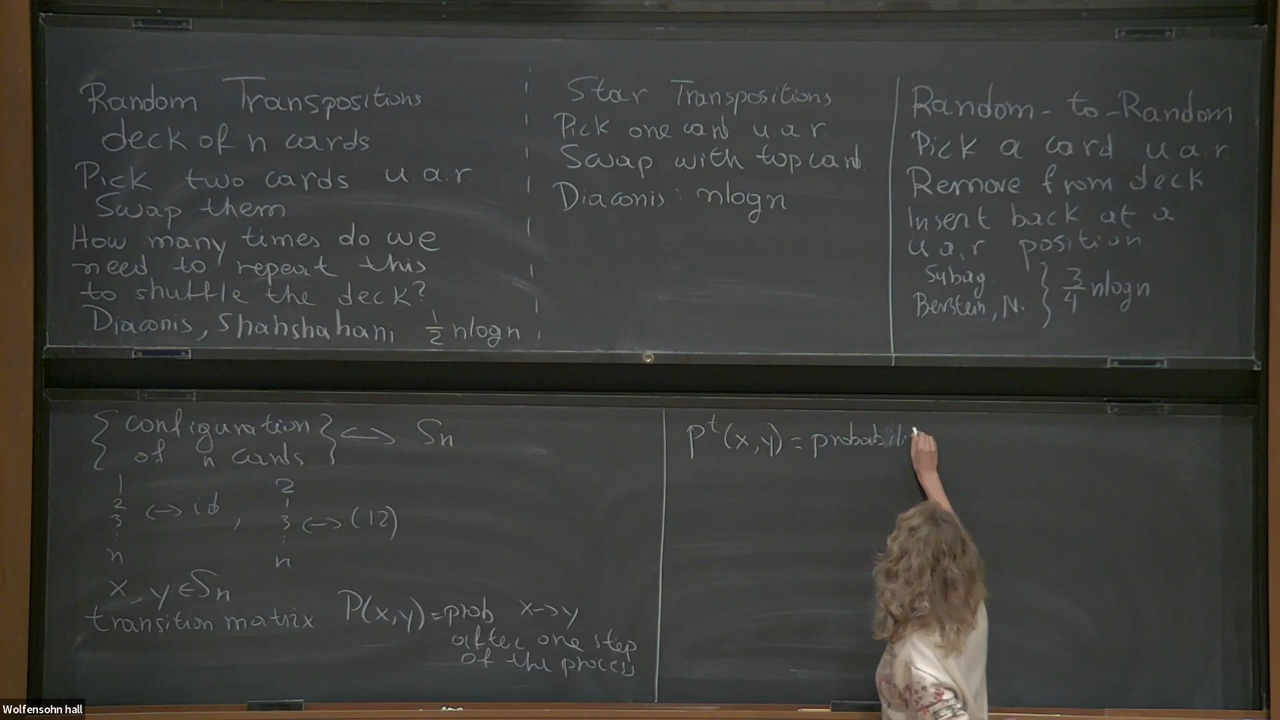 Random Transpositions
deck of n cards
Pick two cards u.a.r
Swap them
How many times do we
need to repeat this
to shuffle the deck?
Diaconis, Shahshahani 1/2 nlogn
Star Transpositions
Pick one card u.a.r.
Swap with top card
Diaconis: nlogn
Random-to-Random
Pick a card u.a.r.
Remove from deck
Insert back at a
u.a.r position
Subag
Berstein, N. } 3/4 nlogn
{ configuration
of n cards } <-> Sn
1
2
3
:
n
<-> id ,
2
1
3
:
n
<-> (12)
x, y ∈ Sn
transition matrix P(x,y) = prob x→y
after one step
of the process
P^t(x,y) = probabili
Wolfensohn hall